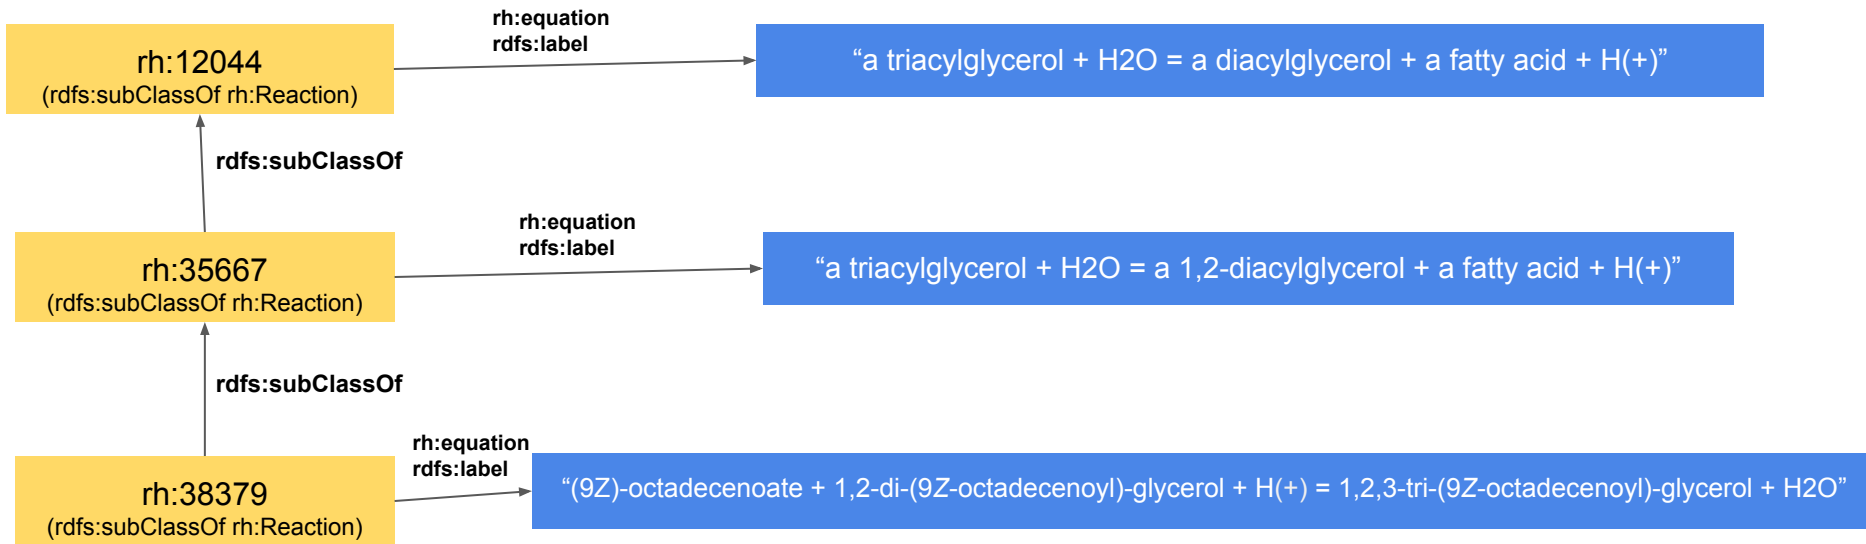 rh:equation
rdfs:label
rh:12044
(rdfs:subClassOf rh:Reaction)
“a triacylglycerol + H2O = a diacylglycerol + a fatty acid + H(+)”
rdfs:subClassOf
rh:equation
rdfs:label
rh:35667
(rdfs:subClassOf rh:Reaction)
“a triacylglycerol + H2O = a 1,2-diacylglycerol + a fatty acid + H(+)”
rdfs:subClassOf
rh:equation
rdfs:label
rh:38379
(rdfs:subClassOf rh:Reaction)
“(9Z)-octadecenoate + 1,2-di-(9Z-octadecenoyl)-glycerol + H(+) = 1,2,3-tri-(9Z-octadecenoyl)-glycerol + H2O”